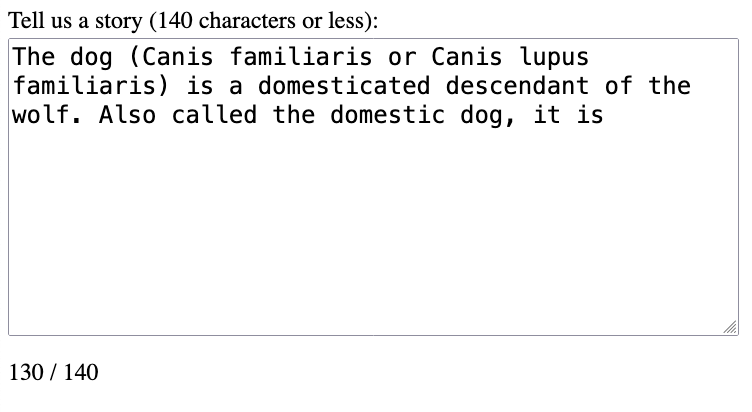 Tell us a story (140 characters or less):
The dog (Canis familiaris or Canis lupus
familiaris) is a domesticated descendant of the
wolf. Also called the domestic dog, it is
130 / 140